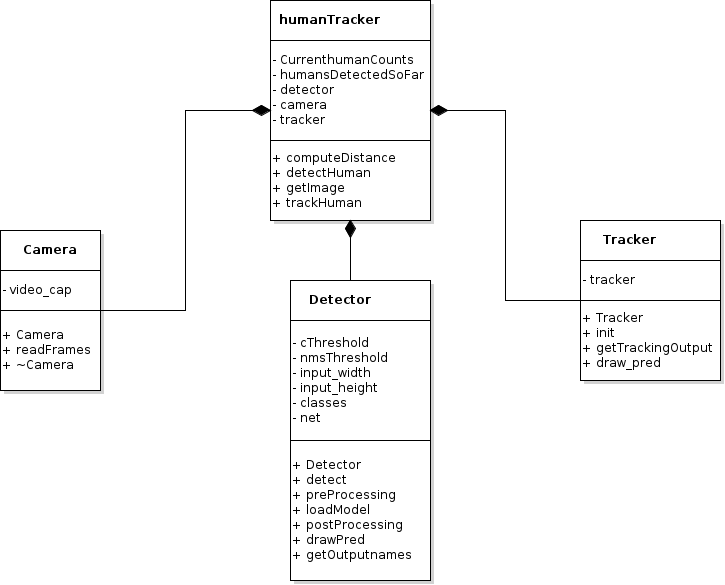 humanTracker
- CurrenthumanCounts
- humansDetectedSoFar
- detector
- camera
- tracker
+ computeDistance
+ detectHuman
+ getImage
+ trackHuman
Camera
- video_cap
+ Camera
+ readFrames
+ ~Camera
Detector
- cThreshold
- nmsThreshold
- input_width
- input_height
- classes
- net
+ Detector
+ detect
+ preProcessing
+ loadModel
+ postProcessing
+ drawPred
+ getOutputnames
Tracker
- tracker
+ Tracker
+ init
+ getTrackingOutput
+ draw_pred